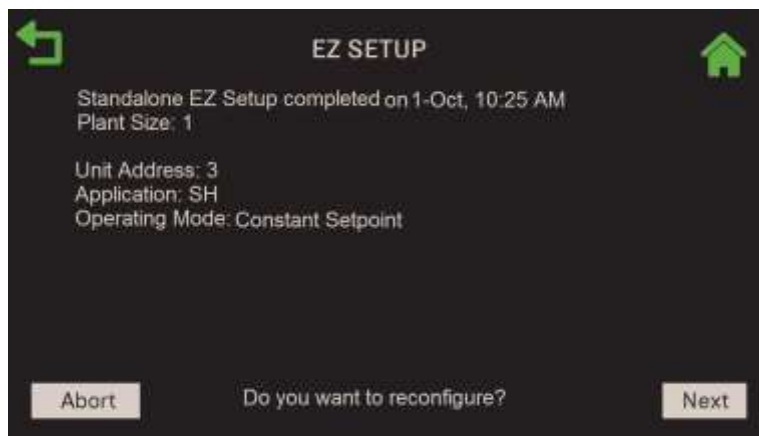 EZ SETUP
Standalone EZ Setup completed on 1-Oct, 10:25 AM
Plant Size: 1
Unit Address: 3
Application: SH
Operating Mode: Constant Setpoint
Abort
Do you want to reconfigure?
Next